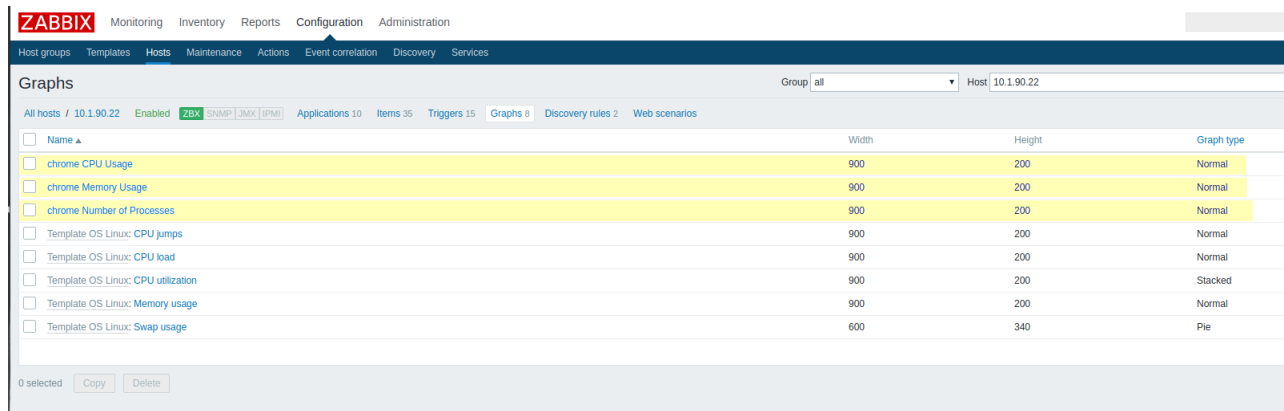 ZABBIX Monitoring Inventory Reports Configuration Administration
Host groups Templates Hosts Maintenance Actions Event correlation Discovery Services
Graphs Group all Host 10.1.90.22
All hosts / 10.1.90.22 Enabled ZBX SNMP JMX IPMI Applications 10 Items 35 Triggers 15 Graphs 8 Discovery rules 2 Web scenarios
Name Width Height Graph type
chrome CPU Usage 900 200 Normal
chrome Memory Usage 900 200 Normal
chrome Number of Processes 900 200 Normal
Template OS Linux: CPU jumps 900 200 Normal
Template OS Linux: CPU load 900 200 Normal
Template OS Linux: CPU utilization 900 200 Stacked
Template OS Linux: Memory usage 900 200 Normal
Template OS Linux: Swap usage 600 340 Pie
0 selected Copy Delete